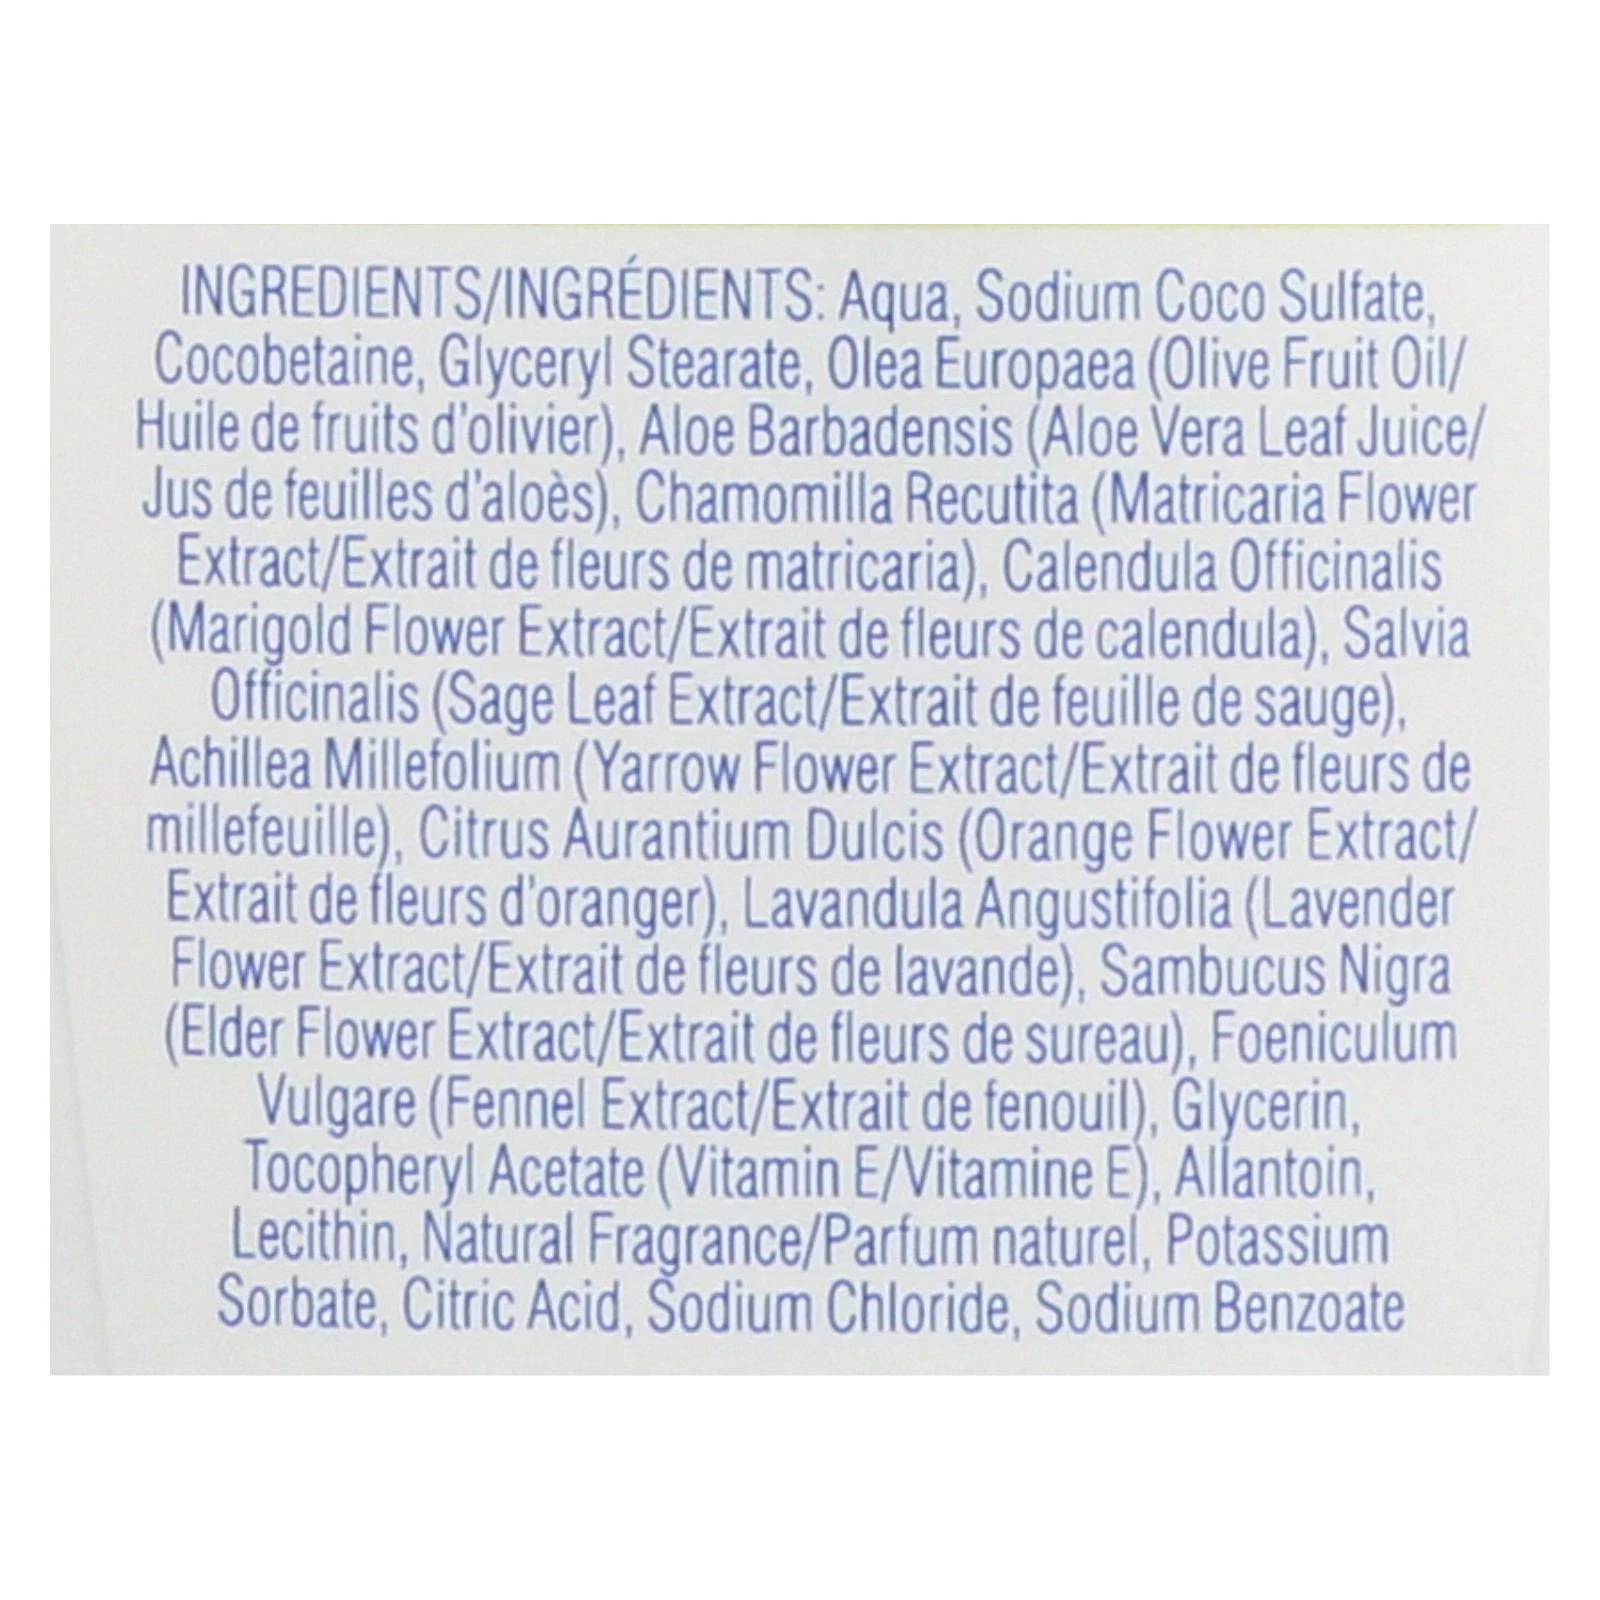 INGREDIENTS/INGRÉDIENTS: Aqua, Sodium Coco Sulfate,
Cocobetaine, Glyceryl Stearate, Olea Europaea (Olive Fruit Oil/
Huile de fruits d'olivier), Aloe Barbadensis (Aloe Vera Leaf Juice/
Jus de feuilles d'aloès), Chamomilla Recutita (Matricaria Flower
Extract/Extrait de fleurs de matricaria), Calendula Officinalis
(Marigold Flower Extract/Extrait de fleurs de calendula), Salvia
Officinalis (Sage Leaf Extract/Extrait de feuille de sauge),
Achillea Millefolium (Yarrow Flower Extract/Extrait de fleurs de
millefeuille), Citrus Aurantium Dulcis (Orange Flower Extract/
Extrait de fleurs d'oranger), Lavandula Angustifolia (Lavender
Flower Extract/Extrait de fleurs de lavande), Sambucus Nigra
(Elder Flower Extract/Extrait de fleurs de sureau), Foeniculum
Vulgare (Fennel Extract/Extrait de fenouil), Glycerin,
Tocopheryl Acetate (Vitamin E/Vitamine E), Allantoin,
Lecithin, Natural Fragrance/Parfum naturel, Potassium
Sorbate, Citric Acid, Sodium Chloride, Sodium Benzoate